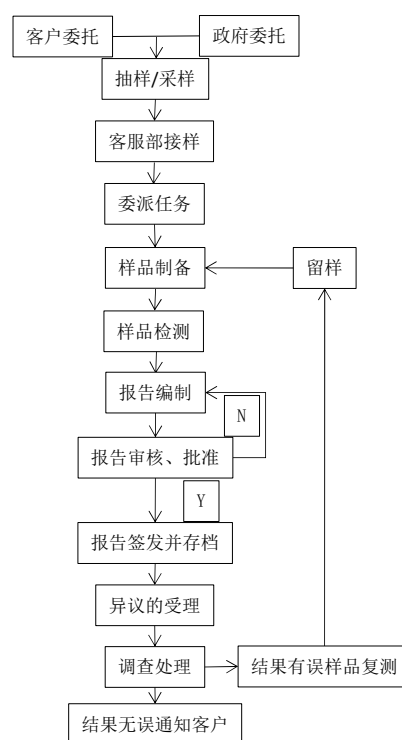 客户委托
政府委托
抽样/采样
客服部接样
委派任务
样品制备
留样
样品检测
报告编制
N
报告审核、批准
Y
报告签发并存档
异议的受理
调查处理
结果有误样品复测
结果无误通知客户